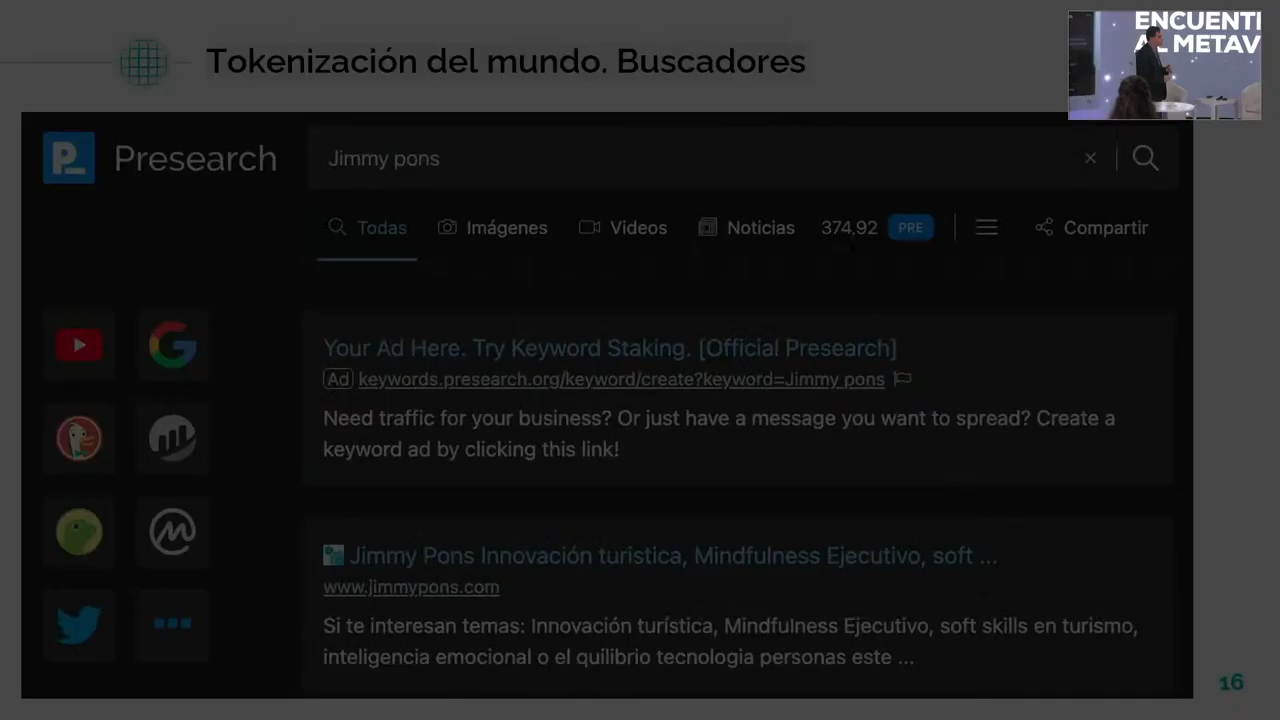 ENCUENT
AL METAV
Tokenización del mundo. Buscadores
P_ Presearch
Jimmy pons
Todas Imágenes Videos Noticias 374,92 PRE Compartir
Your Ad Here. Try Keyword Staking. [Official Presearch]
Ad keywords.presearch.org/keyword/create?keyword=Jimmy pons
Need traffic for your business? Or just have a message you want to spread? Create a
keyword ad by clicking this link!
Jimmy Pons Innovación turistica, Mindfulness Ejecutivo, soft ...
www.jimmypons.com
Si te interesan temas: Innovación turística, Mindfulness Ejecutivo, soft skills en turismo,
inteligencia emocional o el quilibrio tecnologia personas este ...
16